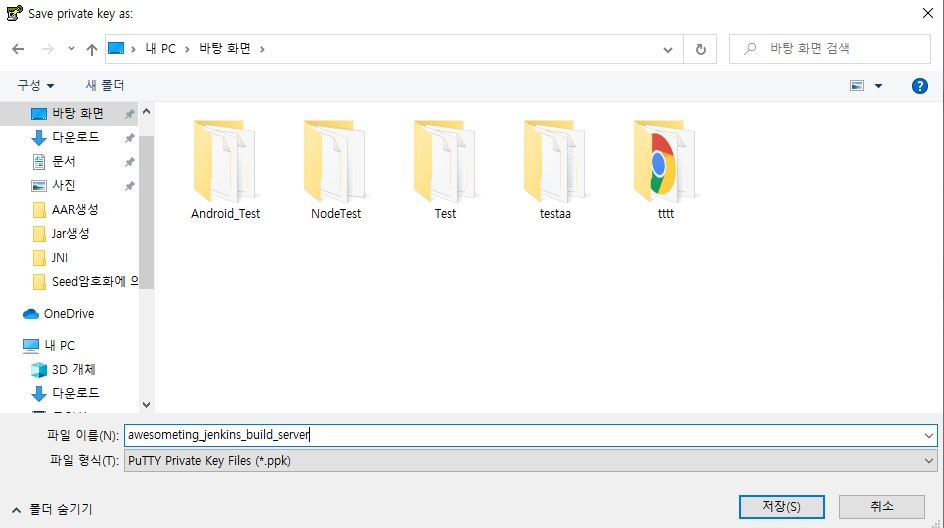 Save private key as:
내 PC
바탕 화면
바탕 화면 검색
구성
새 폴더
바탕 화면
다운로드
문서
사진
AAR생성
Jar생성
JNI
Seed암호화에 의
OneDrive
내 PC
3D 개체
다운로드
Android_Test
NodeTest
Test
testaa
tttt
파일 이름(N):
awesometing_jenkins_build_server
파일 형식(T):
PuTTY Private Key Files (*.ppk)
폴더 숨기기
저장(S)
취소